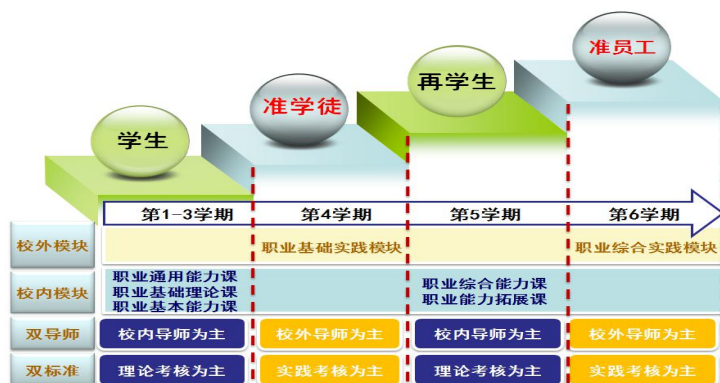 准员工
再学生
准学徒
学生
第1-3学期 第4学期 第5学期 第6学期
校外模块 职业基础实践模块 职业综合实践模块
校内模块
职业通用能力课
职业基础理论课
职业基本能力课
职业综合能力课
职业能力拓展课
双导师 校内导师为主 校外导师为主 校内导师为主 校外导师为主
双标准 理论考核为主 实践考核为主 理论考核为主 实践考核为主